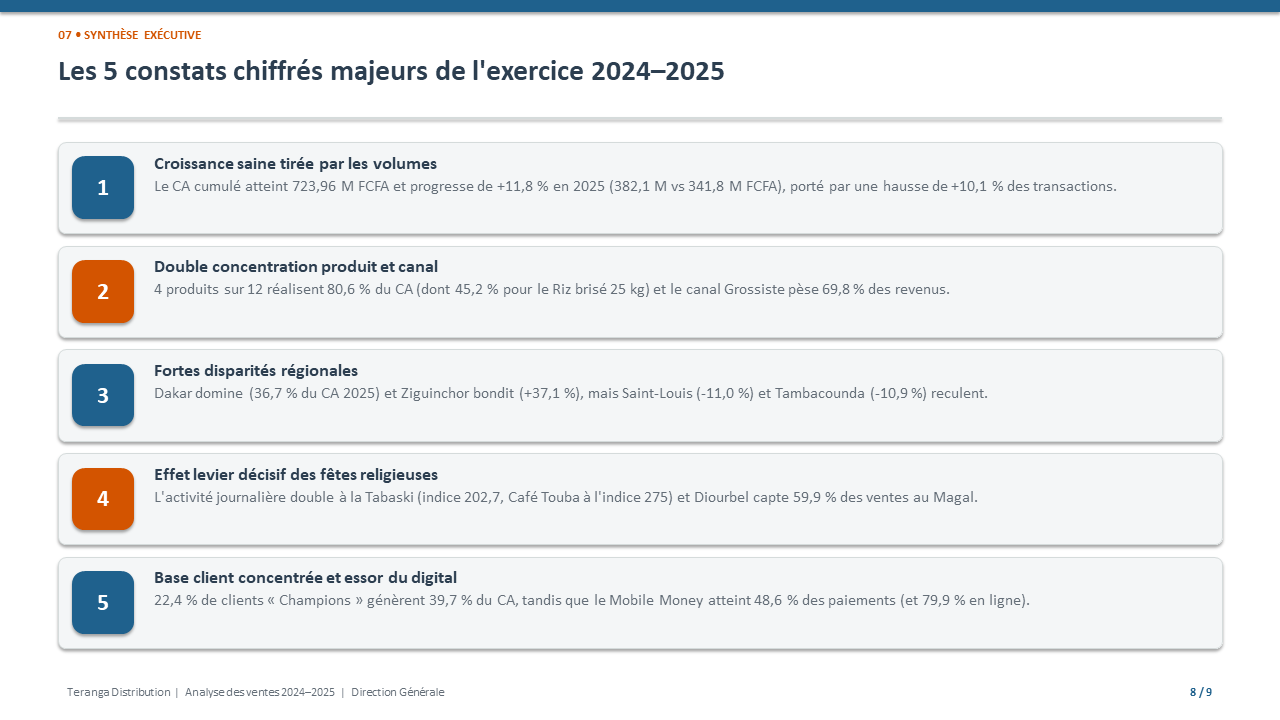 07 • SYNTHÈSE EXÉCUTIVE
Les 5 constats chiffrés majeurs de l'exercice 2024–2025
1
Croissance saine tirée par les volumes
Le CA cumulé atteint 723,96 M FCFA et progresse de +11,8 % en 2025 (382,1 M vs 341,8 M FCFA), porté par une hausse de +10,1 % des transactions.
2
Double concentration produit et canal
4 produits sur 12 réalisent 80,6 % du CA (dont 45,2 % pour le Riz brisé 25 kg) et le canal Grossiste pèse 69,8 % des revenus.
3
Fortes disparités régionales
Dakar domine (36,7 % du CA 2025) et Ziguinchor bondit (+37,1 %), mais Saint-Louis (-11,0 %) et Tambacounda (-10,9 %) reculent.
4
Effet levier décisif des fêtes religieuses
L'activité journalière double à la Tabaski (indice 202,7, Café Touba à l'indice 275) et Diourbel capte 59,9 % des ventes au Magal.
5
Base client concentrée et essor du digital
22,4 % de clients « Champions » génèrent 39,7 % du CA, tandis que le Mobile Money atteint 48,6 % des paiements (et 79,9 % en ligne).
Teranga Distribution | Analyse des ventes 2024–2025 | Direction Générale
8 / 9